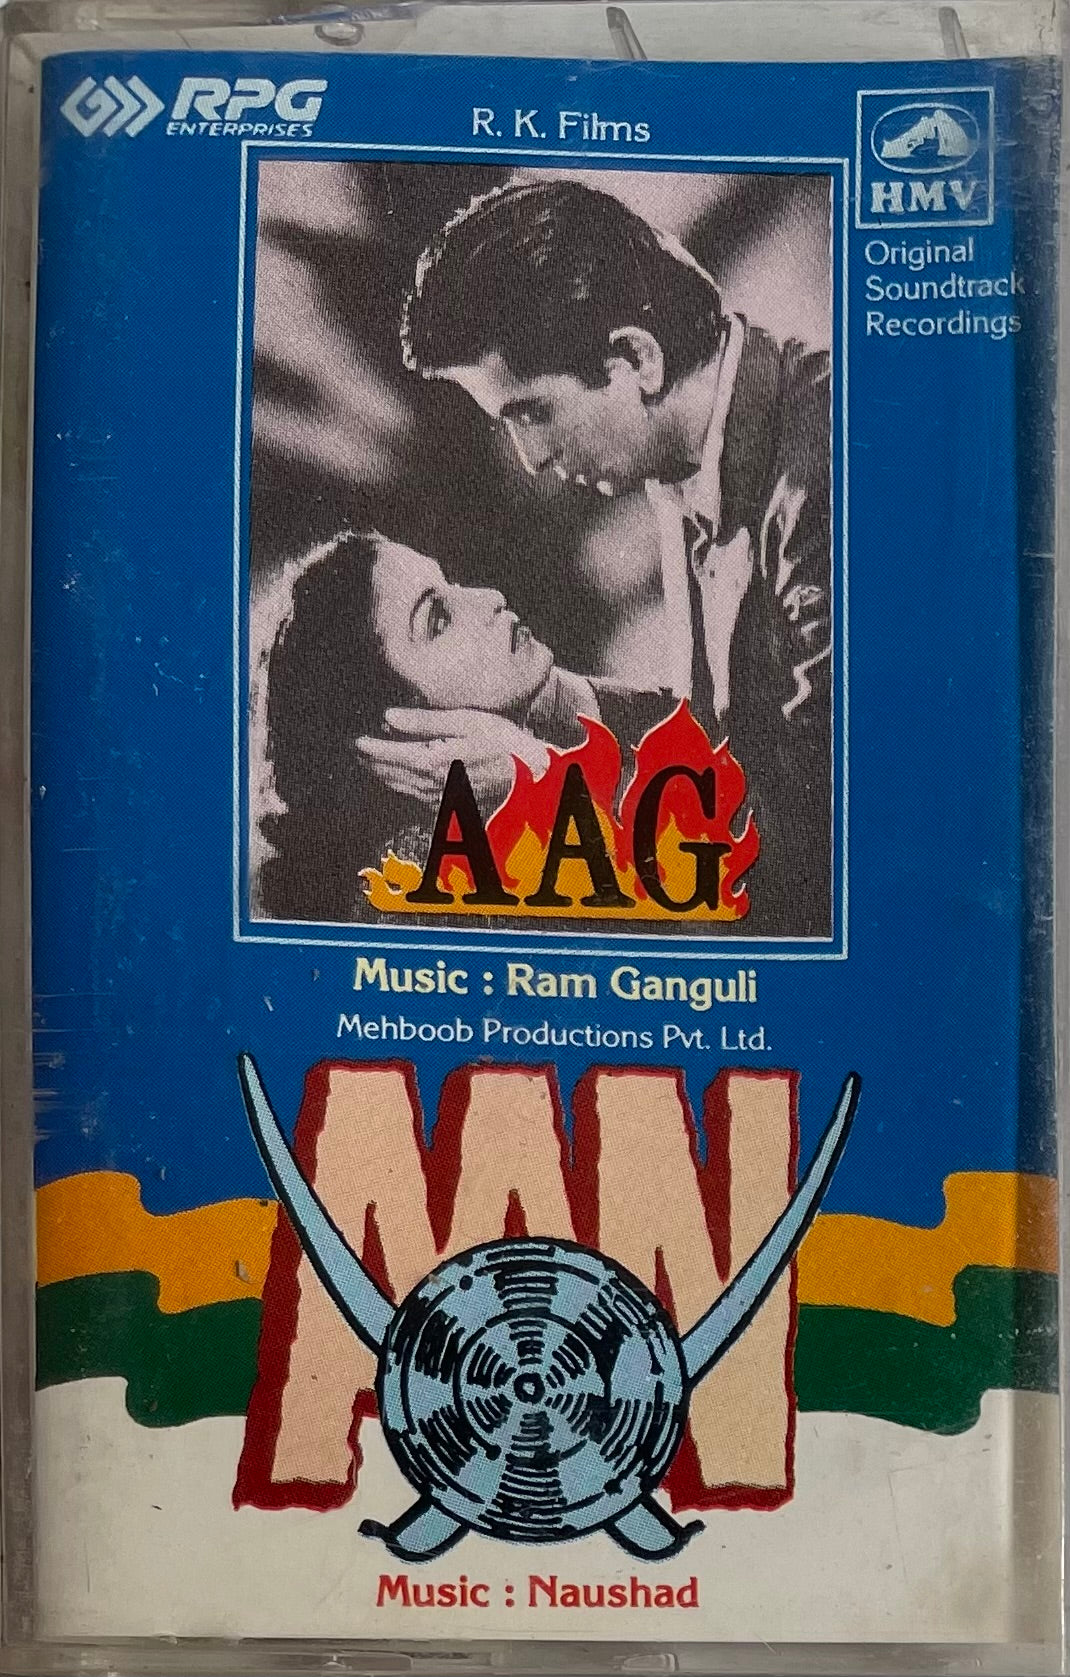 RPG
ENTERPRISES
R. K. Films
HMV
Original
Soundtrack
Recordings
AAG
Music : Ram Ganguli
Mehboob Productions Pvt. Ltd.
AAN
Music : Naushad